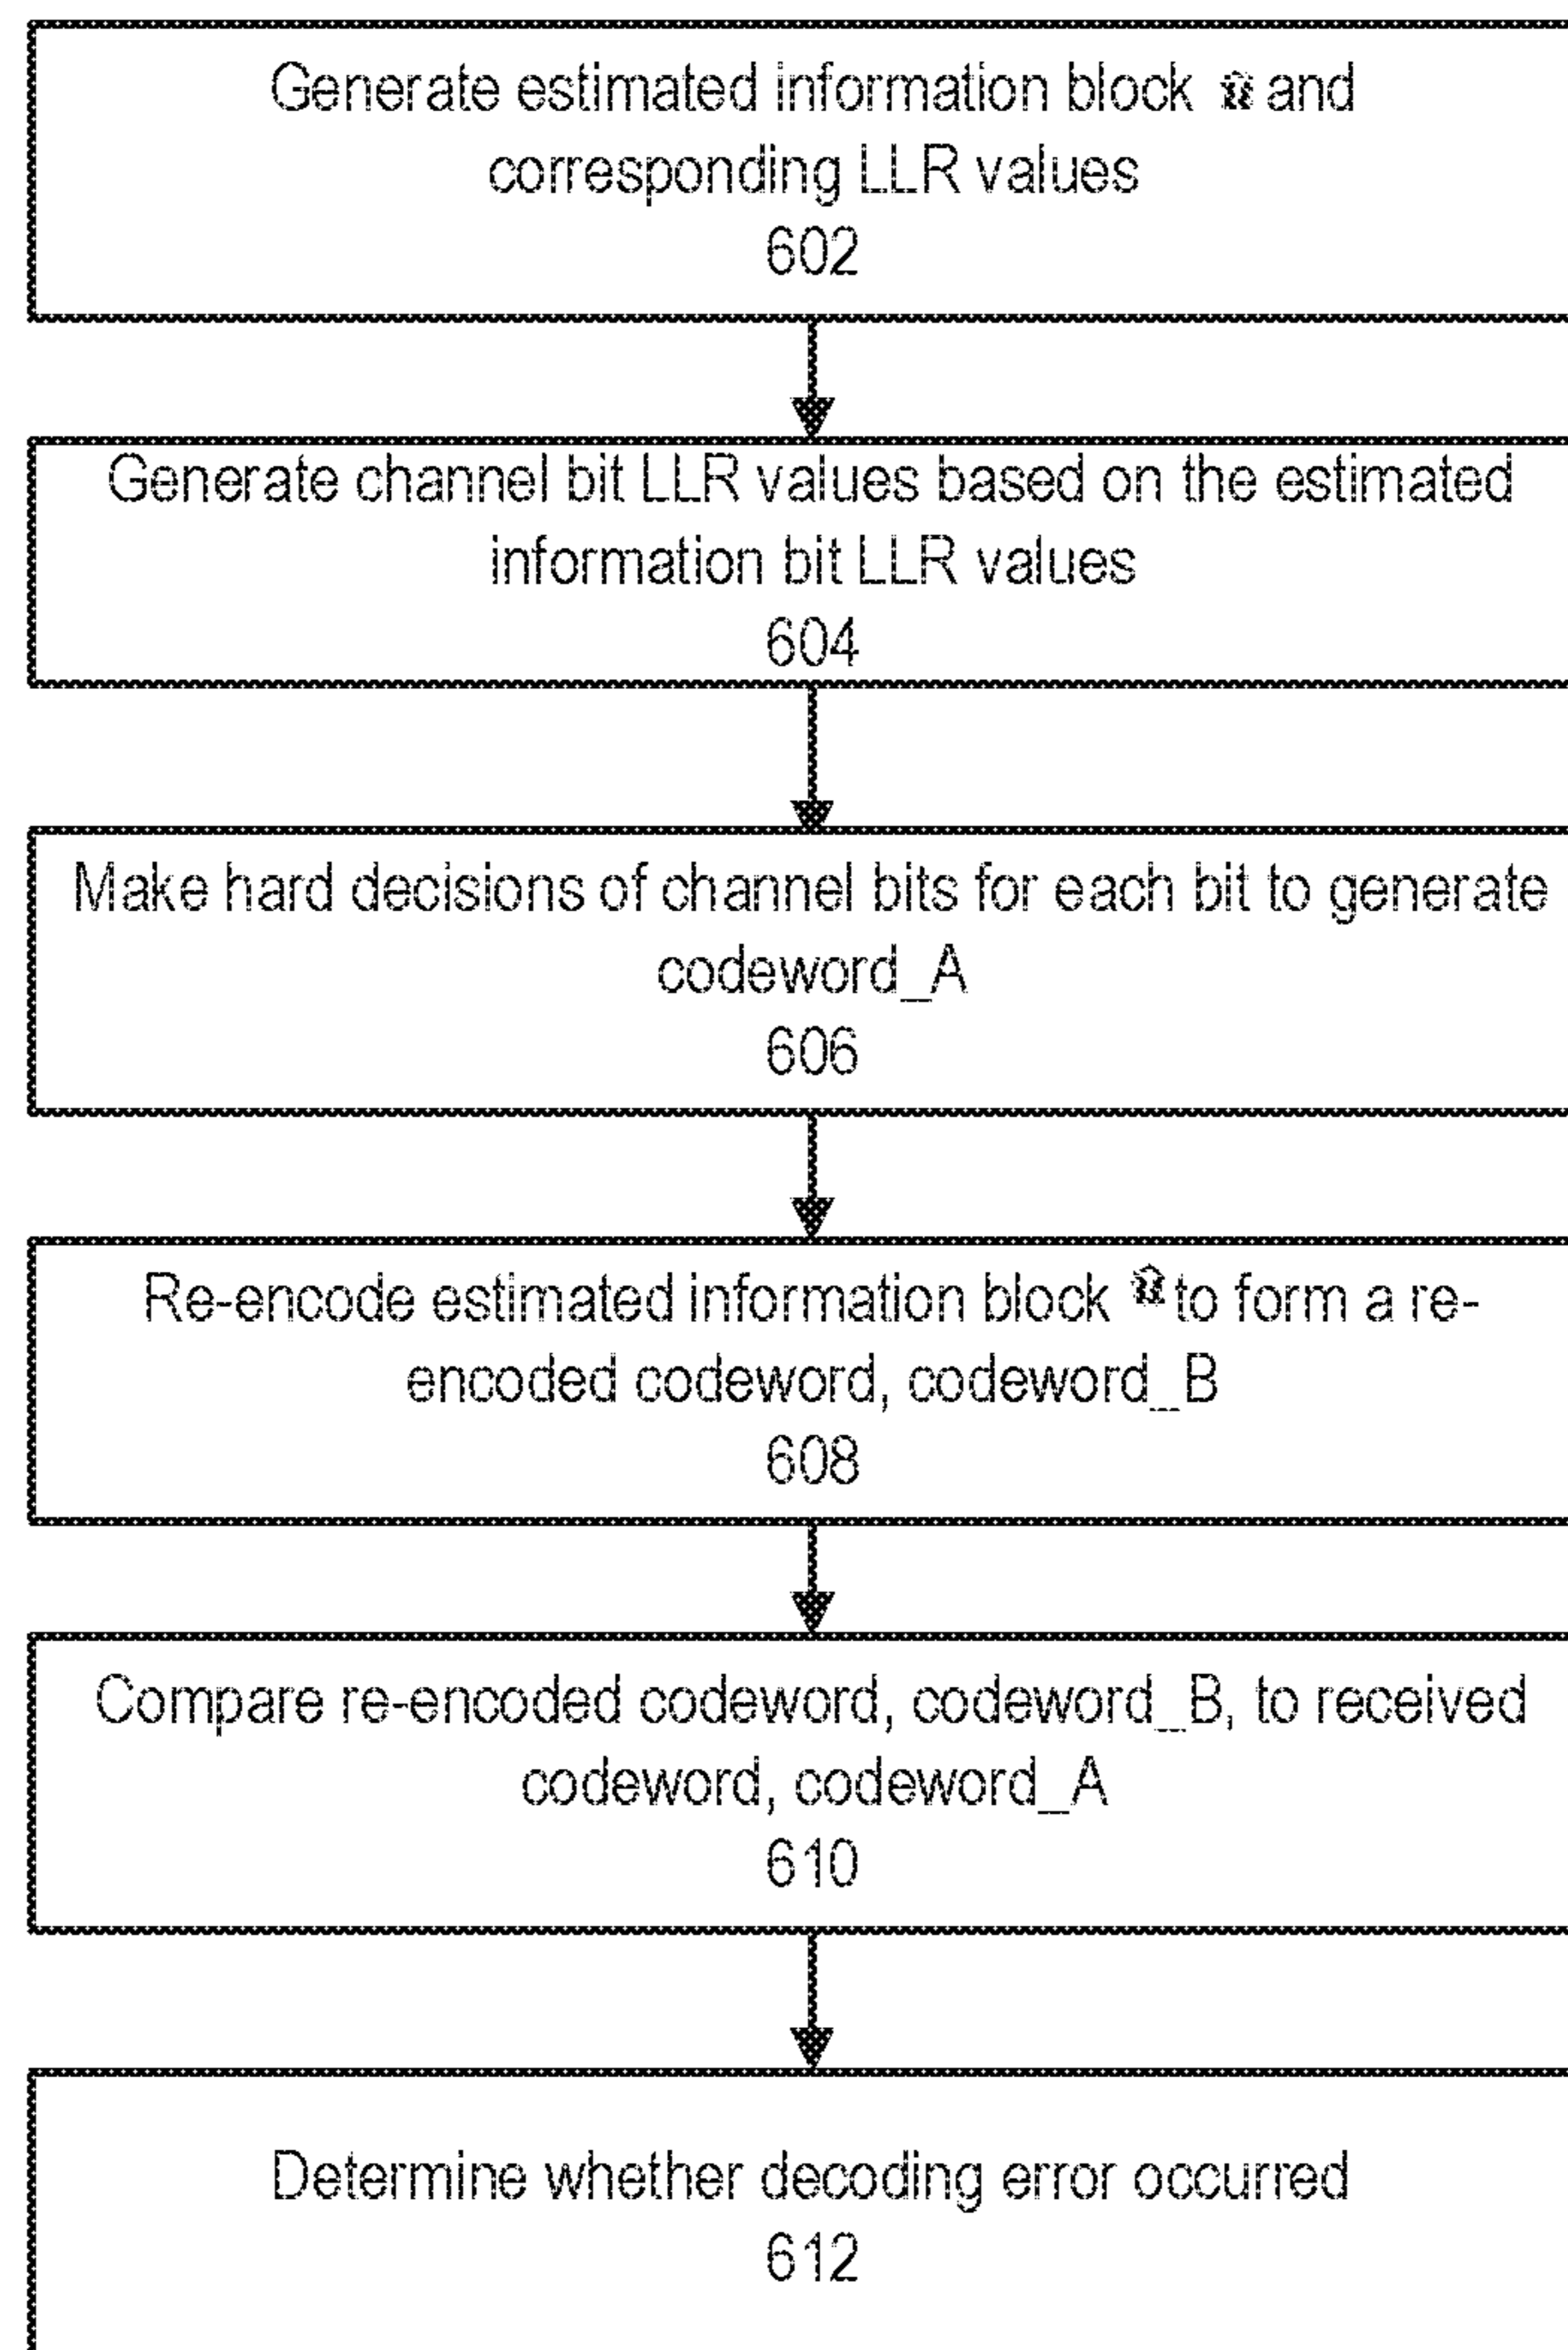 Generate estimated information block û and
corresponding LLR values
602
Generate channel bit LLR values based on the estimated
information bit LLR values
604
Make hard decisions of channel bits for each bit to generate
codeword_A
606
Re-encode estimated information block û to form a re-
encoded codeword, codeword_B
608
Compare re-encoded codeword, codeword_B, to received
codeword, codeword_A
610
Determine whether decoding error occurred
612